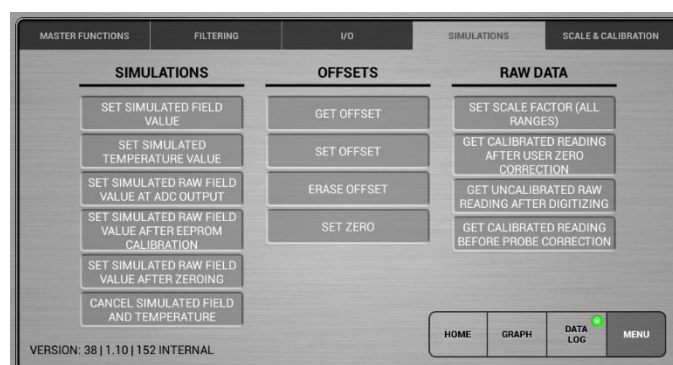 MASTER FUNCTIONS
FILTERING
I/O
SIMULATIONS
SCALE & CALIBRATION
SIMULATIONS
SET SIMULATED FIELD
VALUE
SET SIMULATED
TEMPERATURE VALUE
SET SIMULATED RAW FIELD
VALUE AT ADC OUTPUT
SET SIMULATED RAW FIELD
VALUE AFTER EEPROM
CALIBRATION
SET SIMULATED RAW FIELD
VALUE AFTER ZEROING
CANCEL SIMULATED FIELD
AND TEMPERATURE
OFFSETS
GET OFFSET
SET OFFSET
ERASE OFFSET
SET ZERO
RAW DATA
SET SCALE FACTOR (ALL
RANGES)
GET CALIBRATED READING
AFTER USER ZERO
CORRECTION
GET UNCALIBRATED RAW
READING AFTER DIGITIZING
GET CALIBRATED READING
BEFORE PROBE CORRECTION
VERSION: 38 | 1.10 | 152 INTERNAL
HOME
GRAPH
DATA
LOG
MENU